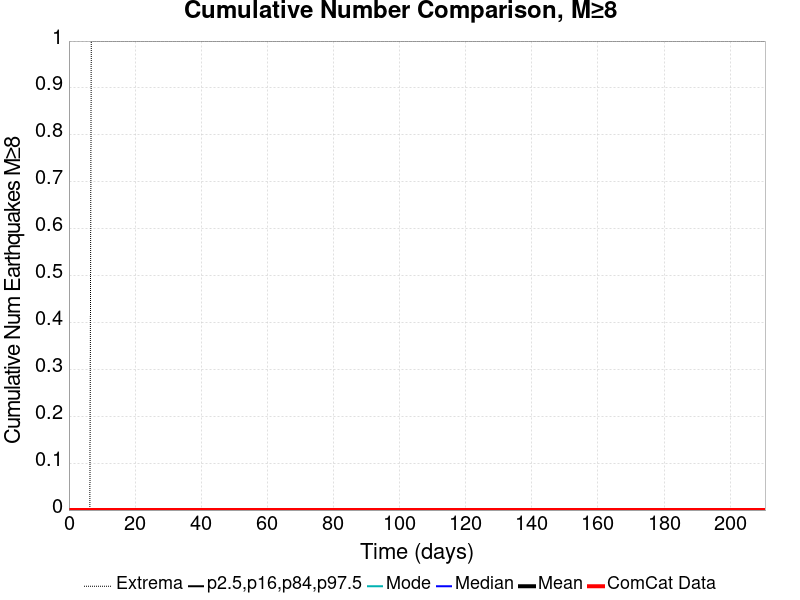 Cumulative Number Comparison, M≥8
Cumulative Num Earthquakes M≥8
1
0.9
0.8
0.7
0.6
0.5
0.4
0.3
0.2
0.1
0
0 20 40 60 80 100 120 140 160 180 200
Time (days)
Extrema p2.5,p16,p84,p97.5 Mode Median Mean ComCat Data